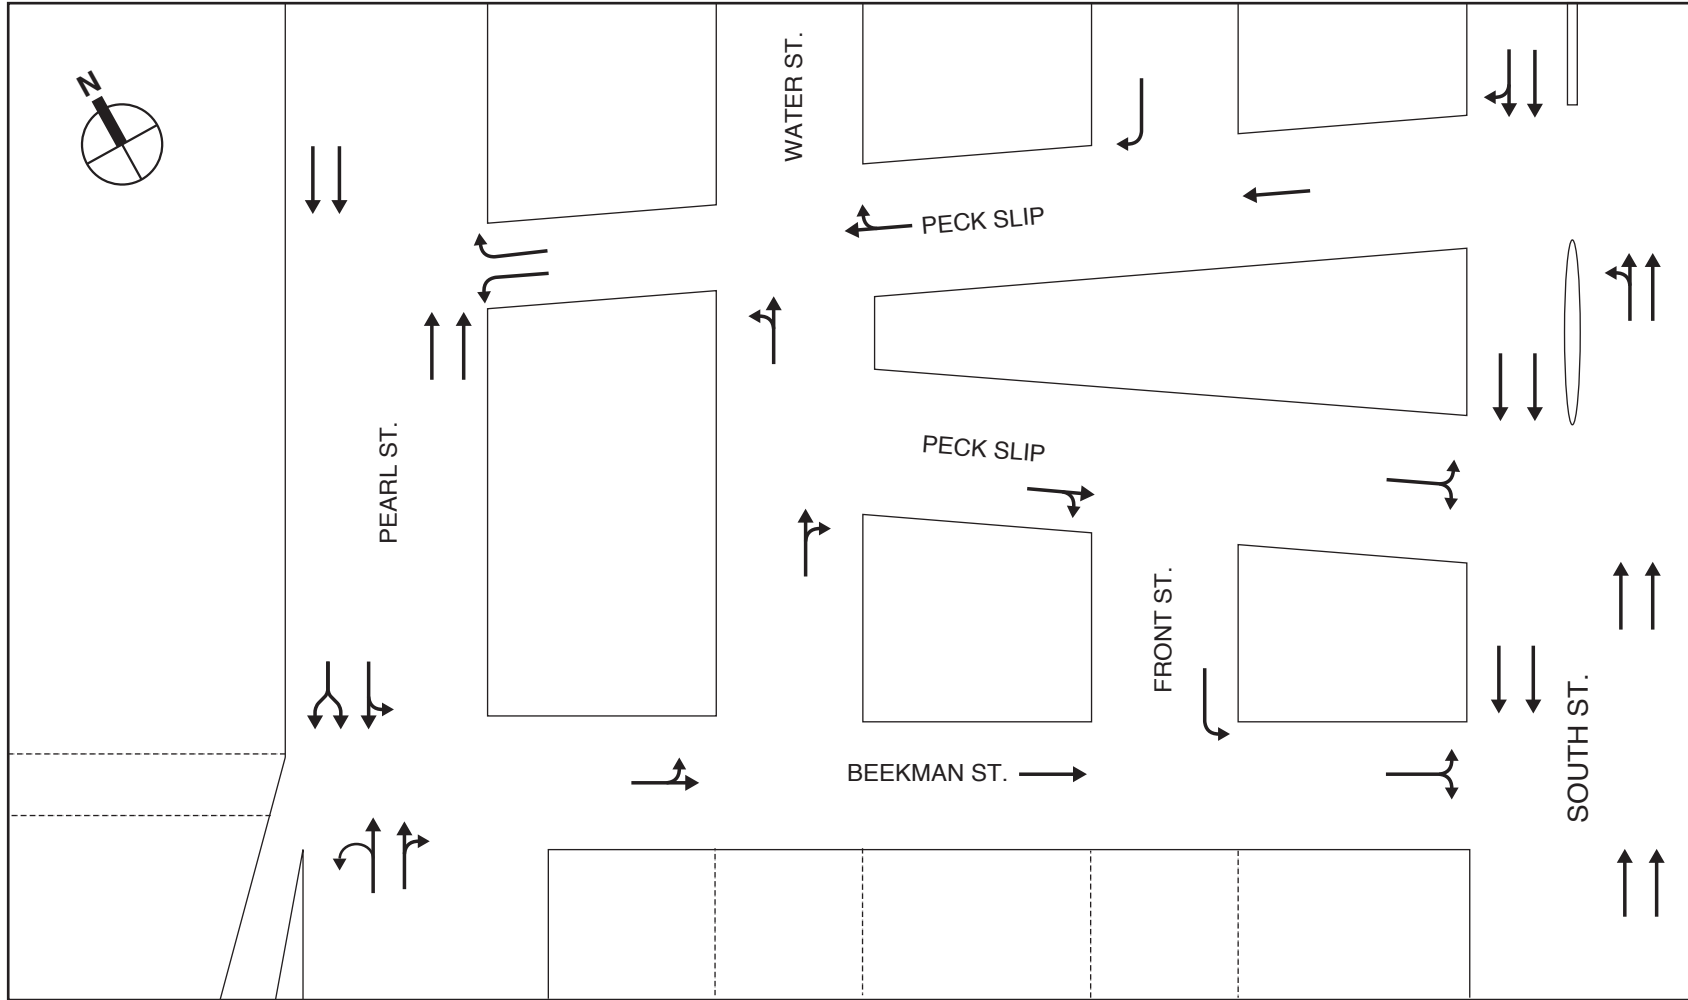 N
WATER ST.
PECK SLIP
PEARL ST.
PECK SLIP
FRONT ST.
SOUTH ST.
BEEKMAN ST.